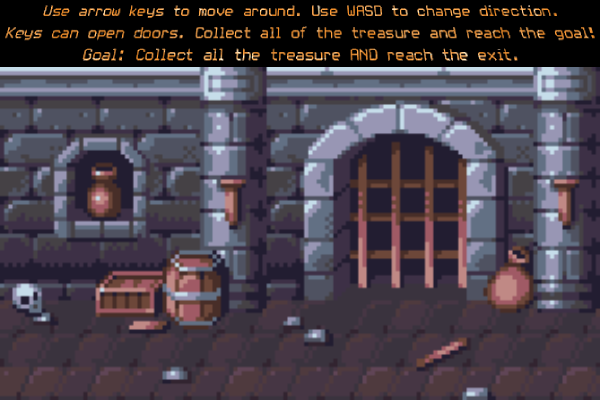 Use arrow keys to move around. Use WASD to change direction.
Keys can open doors. Collect all of the treasure and reach the goal!
Goal: Collect all the treasure AND reach the exit.